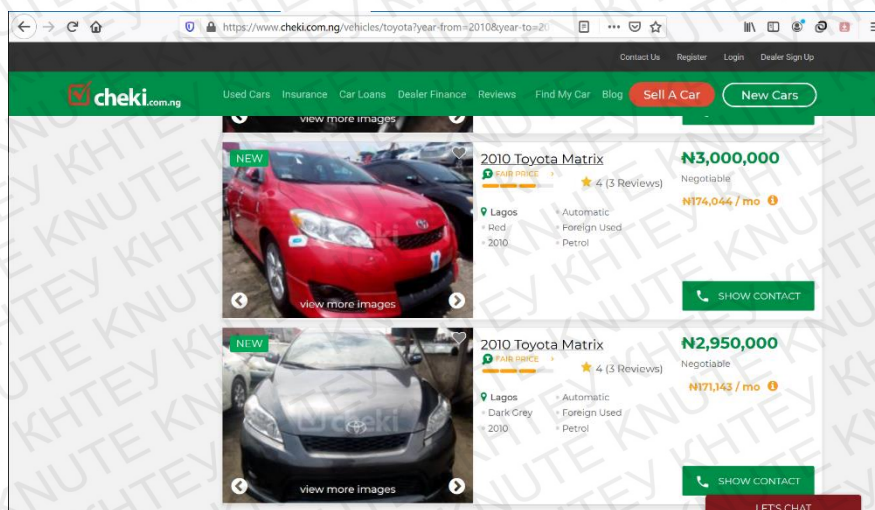 https://www.cheki.com.ng/vehicles/toyota?year-from=2010&year-to=20
Contact Us Register Login Dealer Sign Up
cheki.com.ng Used Cars Insurance Car Loans Dealer Finance Reviews Find My Car Blog Sell A Car New Cars
view more images
NEW
2010 Toyota Matrix
FAIR PRICE
4 (3 Reviews)
Lagos
Automatic
Red
Foreign Used
2010
Petrol
₦3,000,000
Negotiable
₦174,044 / mo
cheki
view more images
SHOW CONTACT
NEW
2010 Toyota Matrix
FAIR PRICE
4 (3 Reviews)
Lagos
Automatic
Dark Grey
Foreign Used
2010
Petrol
₦2,950,000
Negotiable
₦171,143 / mo
cheki
view more images
SHOW CONTACT
LET'S CHAT
KNUTE KHTEY